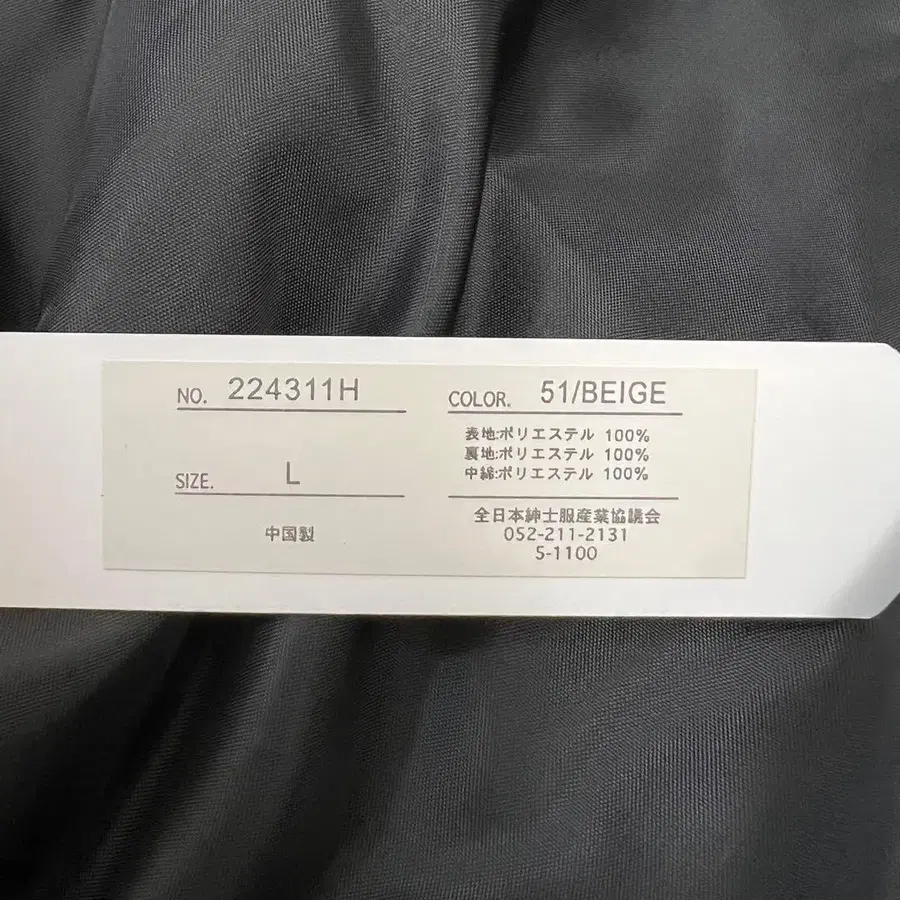 NO. 224311H
COLOR. 51/BEIGE
表地:ポリエステル 100%
裏地:ポリエステル 100%
中綿:ポリエステル 100%
SIZE. L
中国製
全日本紳士服産業協議会
052-211-2131
5-1100